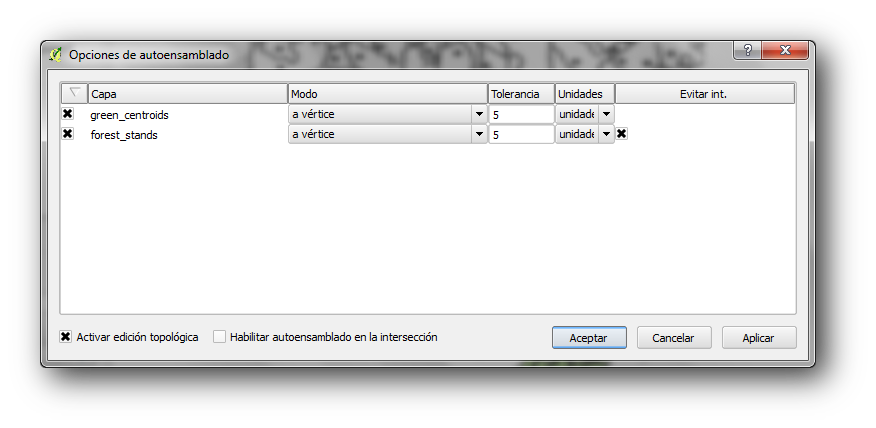 Opciones de autoensamblado
Capa Modo Tolerancia Unidades Evitar int.
green_centroids a vértice 5 unidade
forest_stands a vértice 5 unidade
Activar edición topológica Habilitar autoensamblado en la intersección Aceptar Cancelar Aplicar